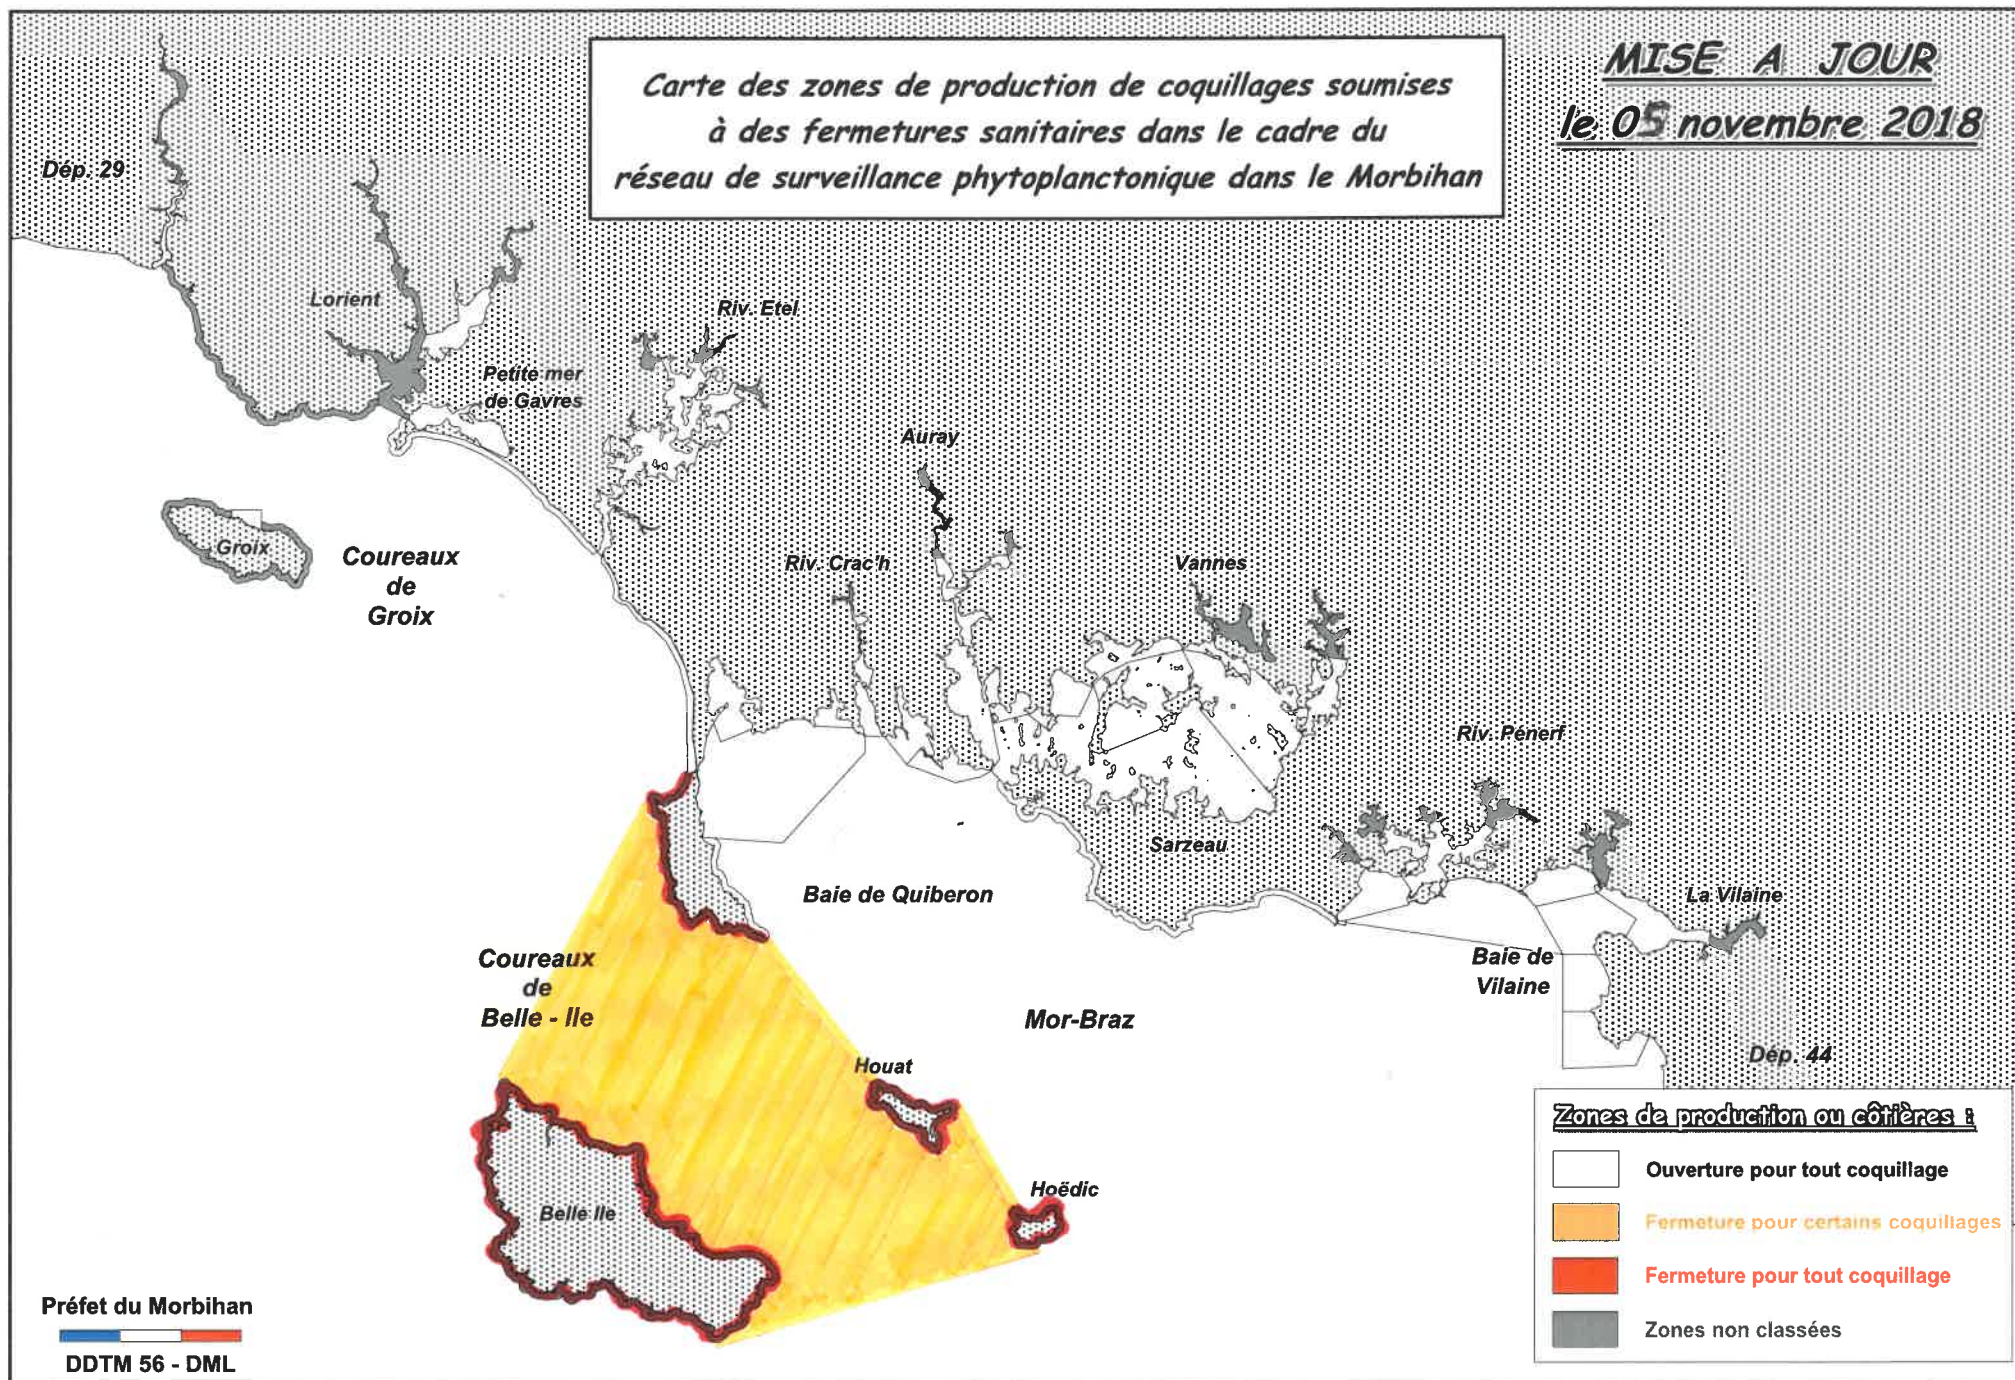 Carte des zones de production de coquillages soumises
à des fermetures sanitaires dans le cadre du
réseau de surveillance phytoplanctonique dans le Morbihan
MISE A JOUR
le 05 novembre 2018
Dép. 29
Lorient
Riv. Etel
Petite mer
de Gavres
Auray
Groix
Coureaux
de
Groix
Riv. Crac'h
Vannes
Riv. Pénerf
Sarzeau
Baie de Quiberon
La Vilaine
Coureaux
de
Belle - Ile
Baie de
Vilaine
Mor-Braz
Houat
Dép. 44
Hoëdic
Belle Ile
Zones de production ou côtières :
Ouverture pour tout coquillage
Fermeture pour certains coquillages
Fermeture pour tout coquillage
Zones non classées
Préfet du Morbihan
DDTM 56 - DML